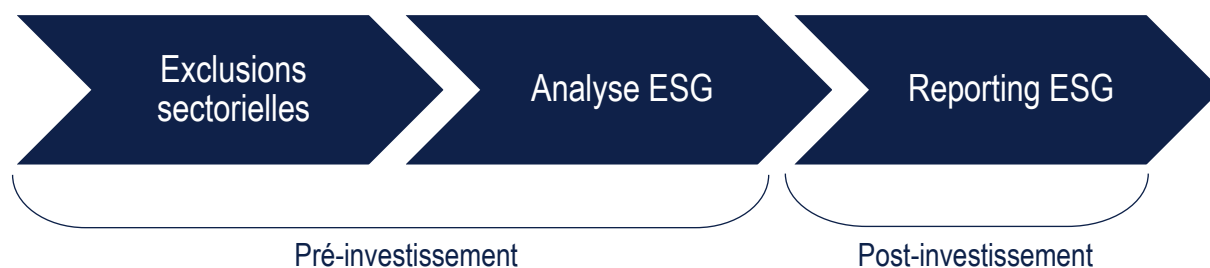 Exclusions
sectorielles
Analyse ESG
Reporting ESG
Pré-investissement
Post-investissement